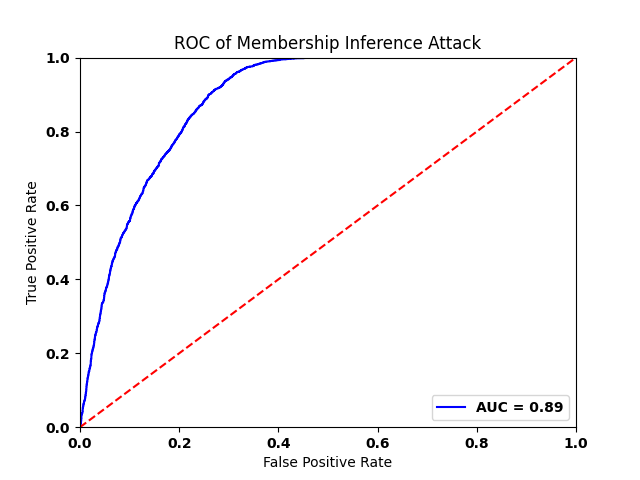 ROC of Membership Inference Attack
True Positive Rate
1.0
0.8
0.6
0.4
0.2
0.0
0.0 0.2 0.4 0.6 0.8 1.0
False Positive Rate
AUC = 0.89